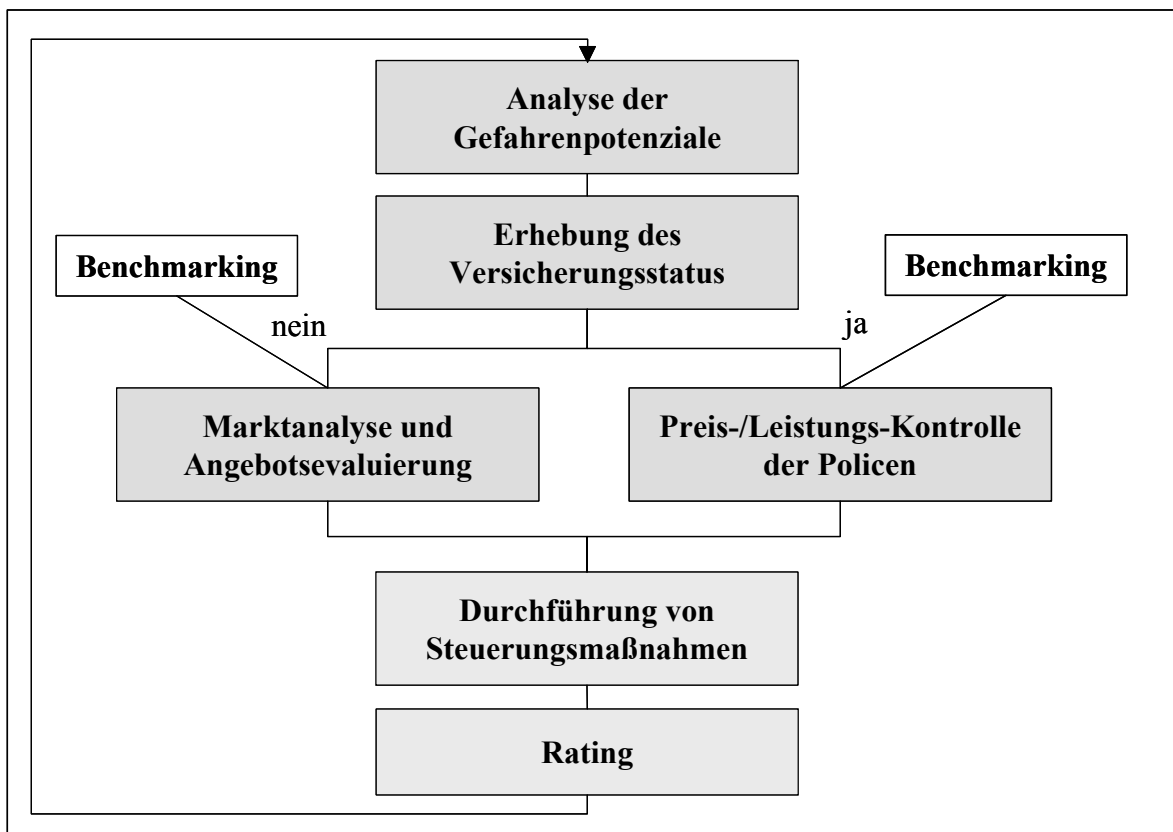 Analyse der
Gefahrenpotenziale
Erhebung des
Versicherungsstatus
Benchmarking
Benchmarking
nein
ja
Marktanalyse und
Angebotsevaluierung
Preis-/Leistungs-Kontrolle
der Policen
Durchführung von
Steuerungsmaßnahmen
Rating